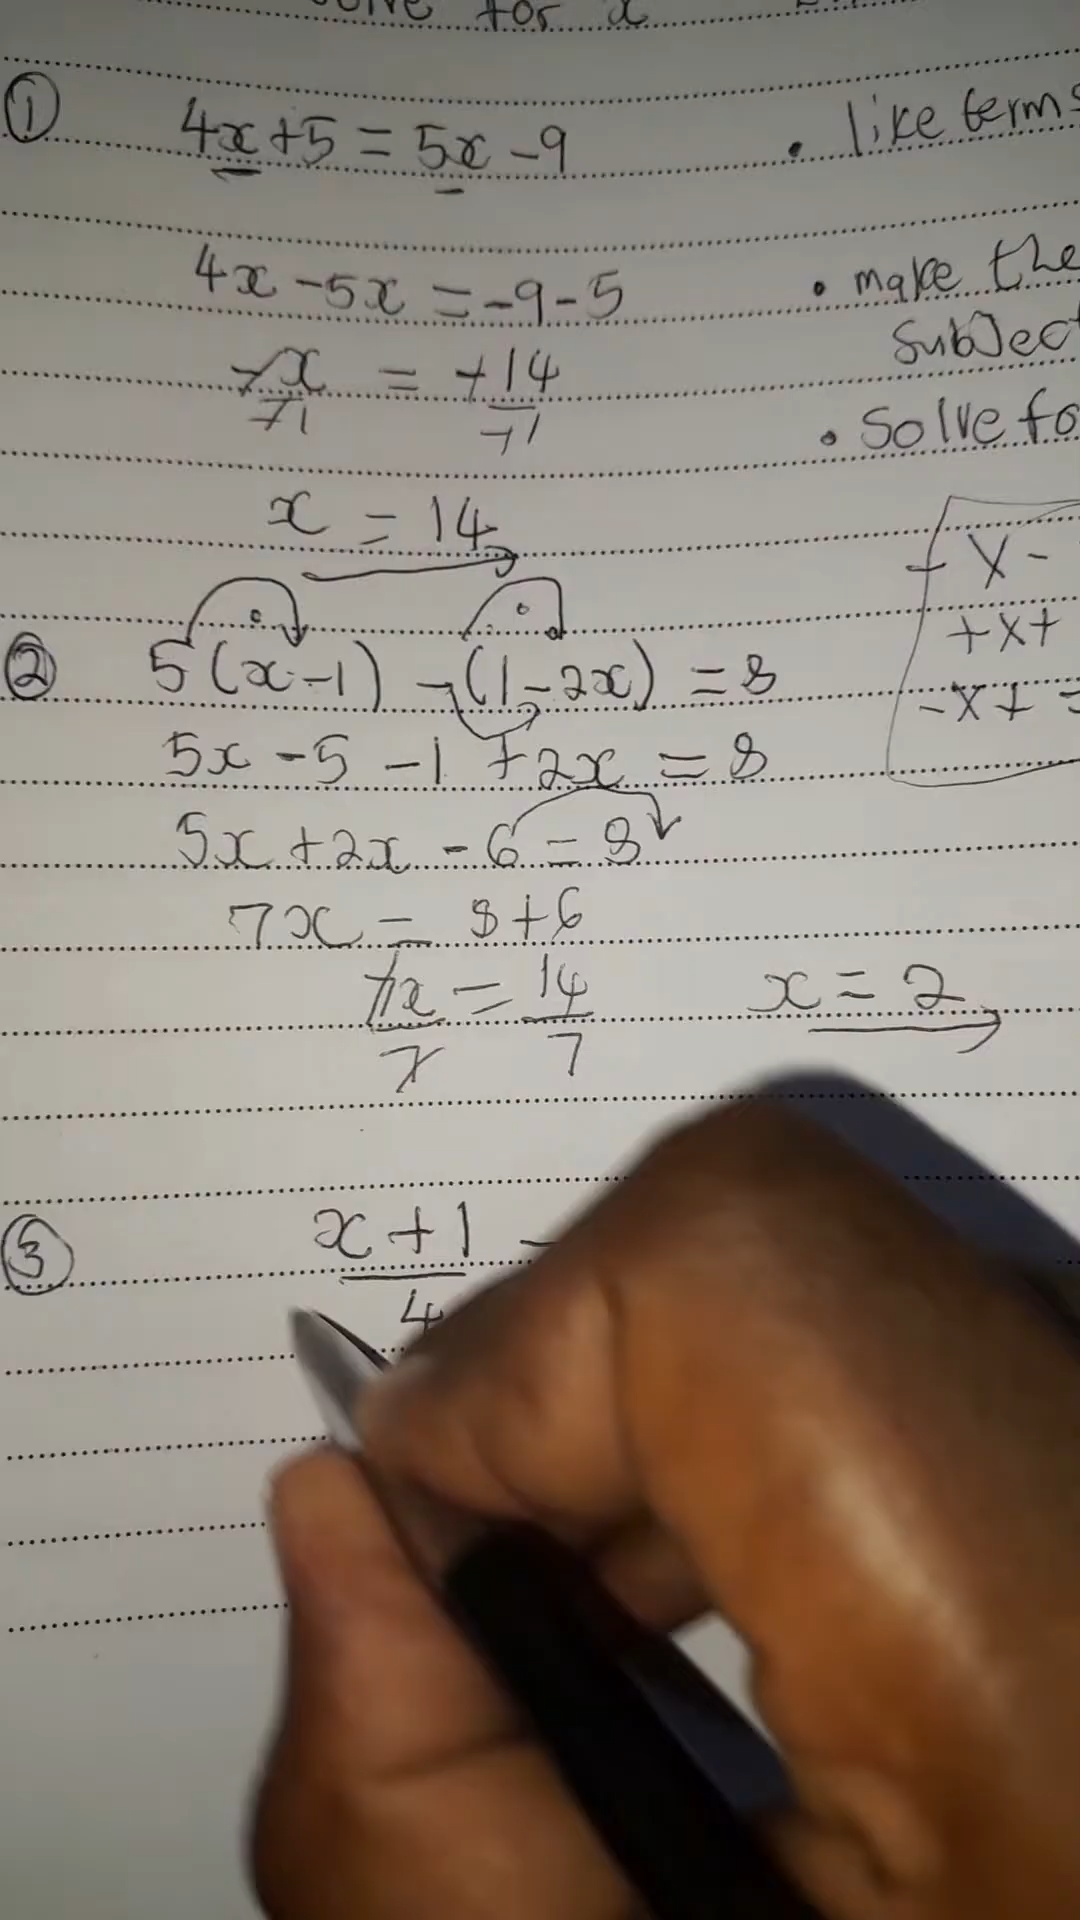 for x
① 4x + 5 = 5x - 9
• like terms
4x - 5x = -9 - 5
• make the
subject
-x/-1 = -14/-1
• Solve fo
x = 14
- X -
+ X +
- X + =
② 5(x - 1) - (1 - 2x) = 8
5x - 5 - 1 + 2x = 8
5x + 2x - 6 = 8
7x = 8 + 6
7x/7 = 14/7 x = 2
③ x + 1/4 -